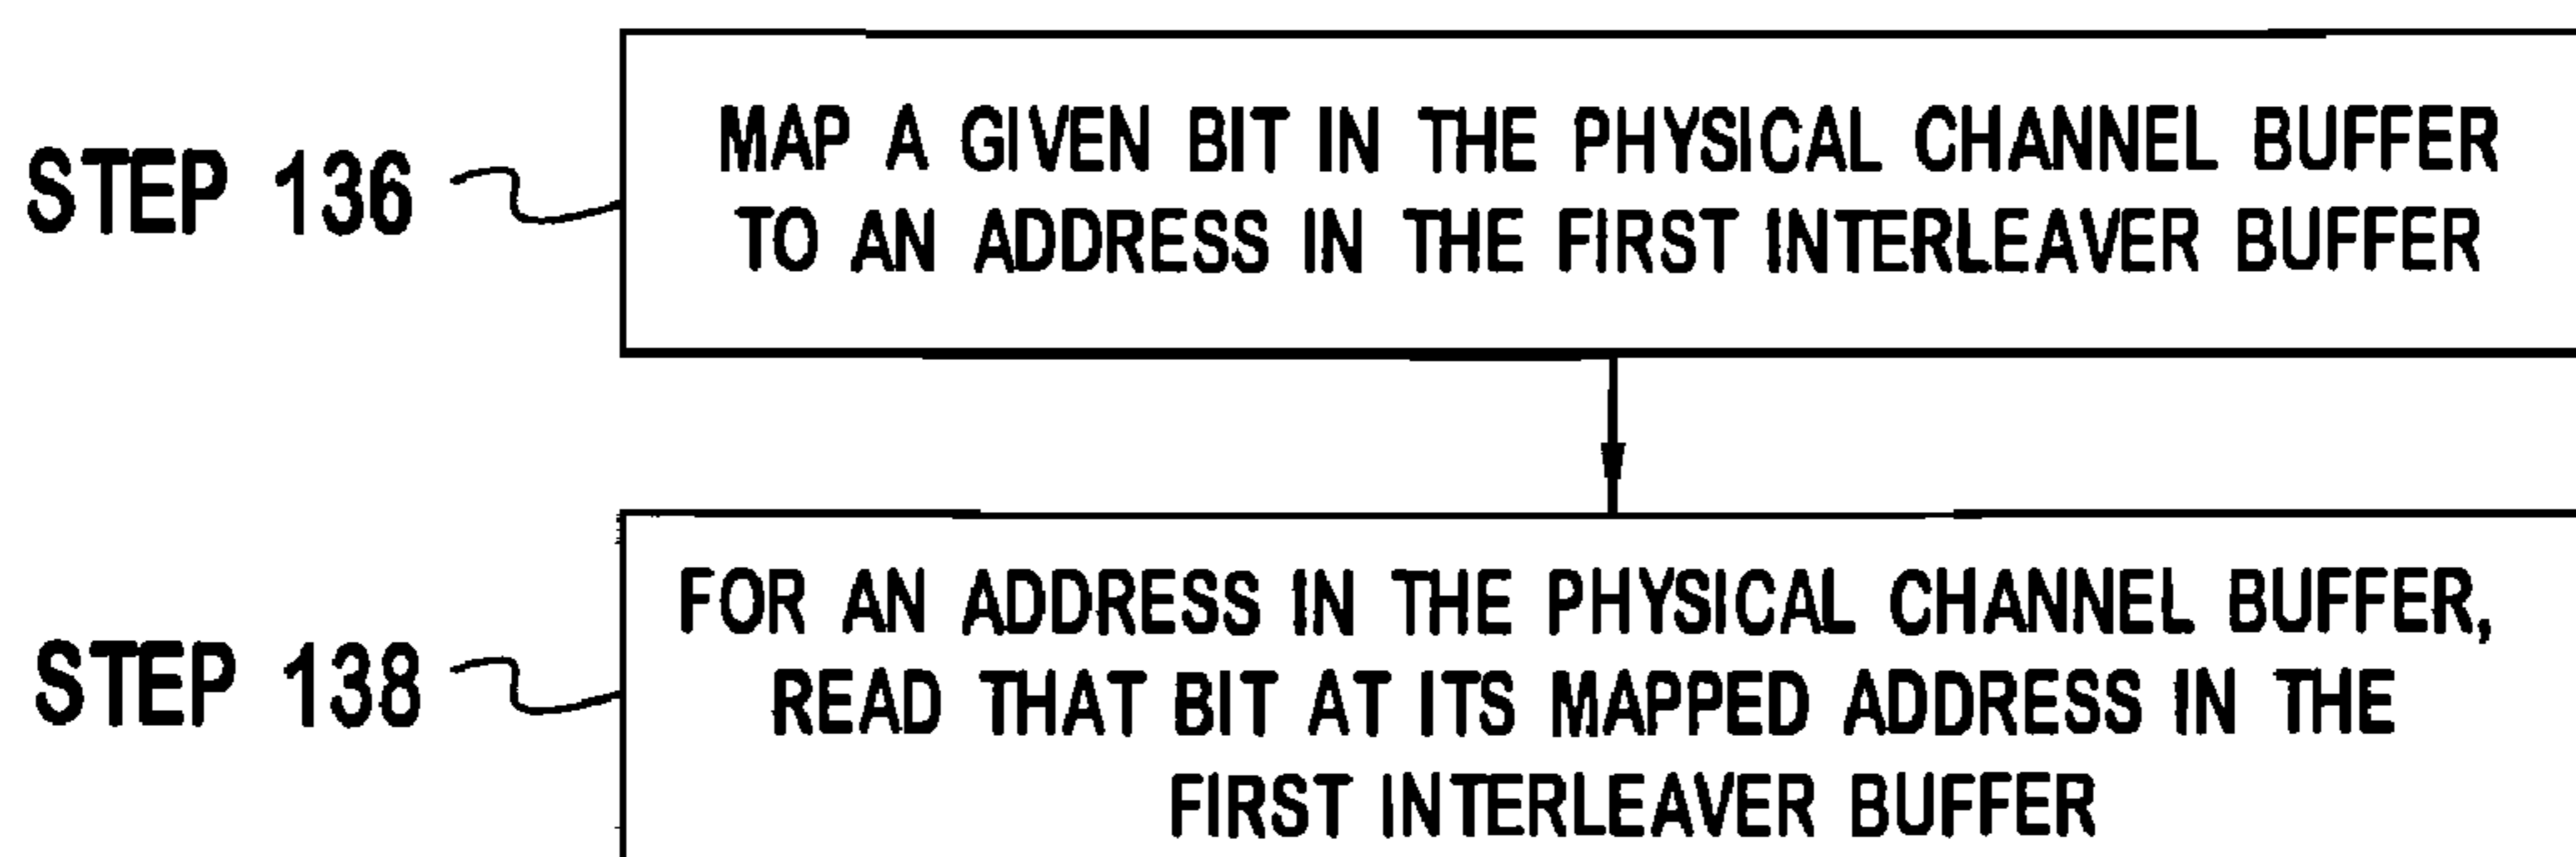 STEP 136
MAP A GIVEN BIT IN THE PHYSICAL CHANNEL BUFFER
TO AN ADDRESS IN THE FIRST INTERLEAVER BUFFER
STEP 138
FOR AN ADDRESS IN THE PHYSICAL CHANNEL BUFFER,
READ THAT BIT AT ITS MAPPED ADDRESS IN THE
FIRST INTERLEAVER BUFFER